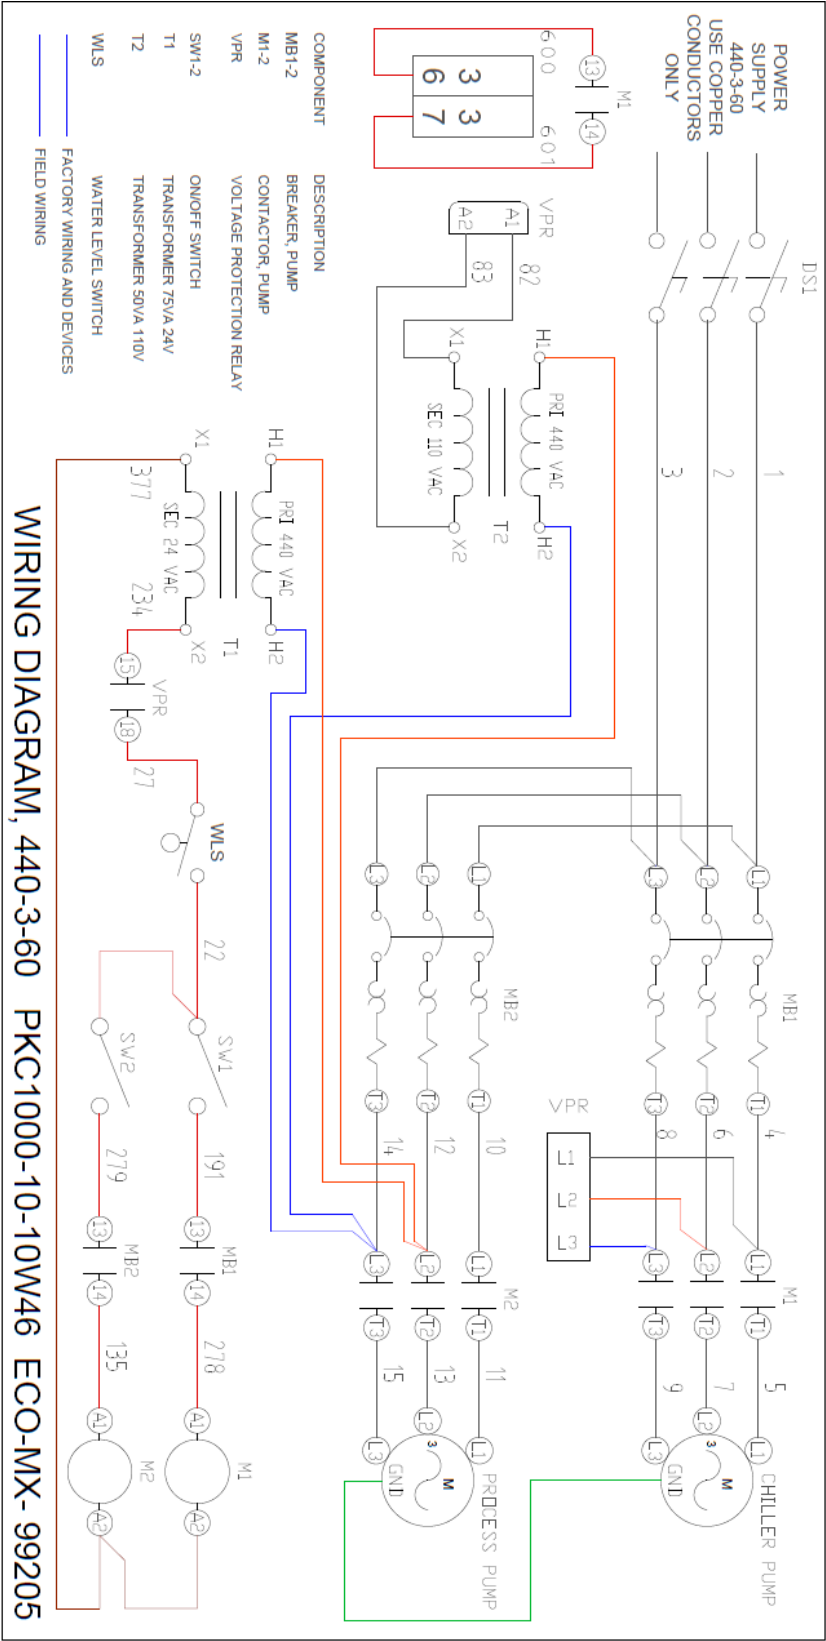 POWER
SUPPLY
440-3-60
USE COPPER
CONDUCTORS
ONLY
DS1
1
2
3
L1
L2
L3
MB1
T1
T2
T3
4
6
8
VPR
L1
L2
L3
M1
L1
L2
L3
T1
T2
T3
5
7
9
L1
L2
L3
3
M
GND
CHILLER PUMP
L1
L2
L3
MB2
T1
T2
T3
10
12
14
M2
L1
L2
L3
T1
T2
T3
11
13
15
L1
L2
L3
3
M
GND
PROCESS PUMP
M1
13
14
600
601
3 3
6 7
VPR
A1
A2
82
83
H1
PRI 440 VAC
H2
X1
SEC 110 VAC
X2
T2
H1
PRI 440 VAC
H2
X1
SEC 24 VAC
X2
T1
377
234
15
VPR
18
27
WLS
22
SW1
191
13
MB1
14
278
A1
M1
A2
SW2
279
13
MB2
14
135
A1
M2
A2
COMPONENT DESCRIPTION
MB1-2 BREAKER, PUMP
M1-2 CONTACTOR, PUMP
VPR VOLTAGE PROTECTION RELAY
SW1-2 ON/OFF SWITCH
T1 TRANSFORMER 75VA 24V
T2 TRANSFORMER 50VA 110V
WLS WATER LEVEL SWITCH
FACTORY WIRING AND DEVICES
FIELD WIRING
WIRING DIAGRAM, 440-3-60 PKC1000-10-10W46 ECO-MX- 99205